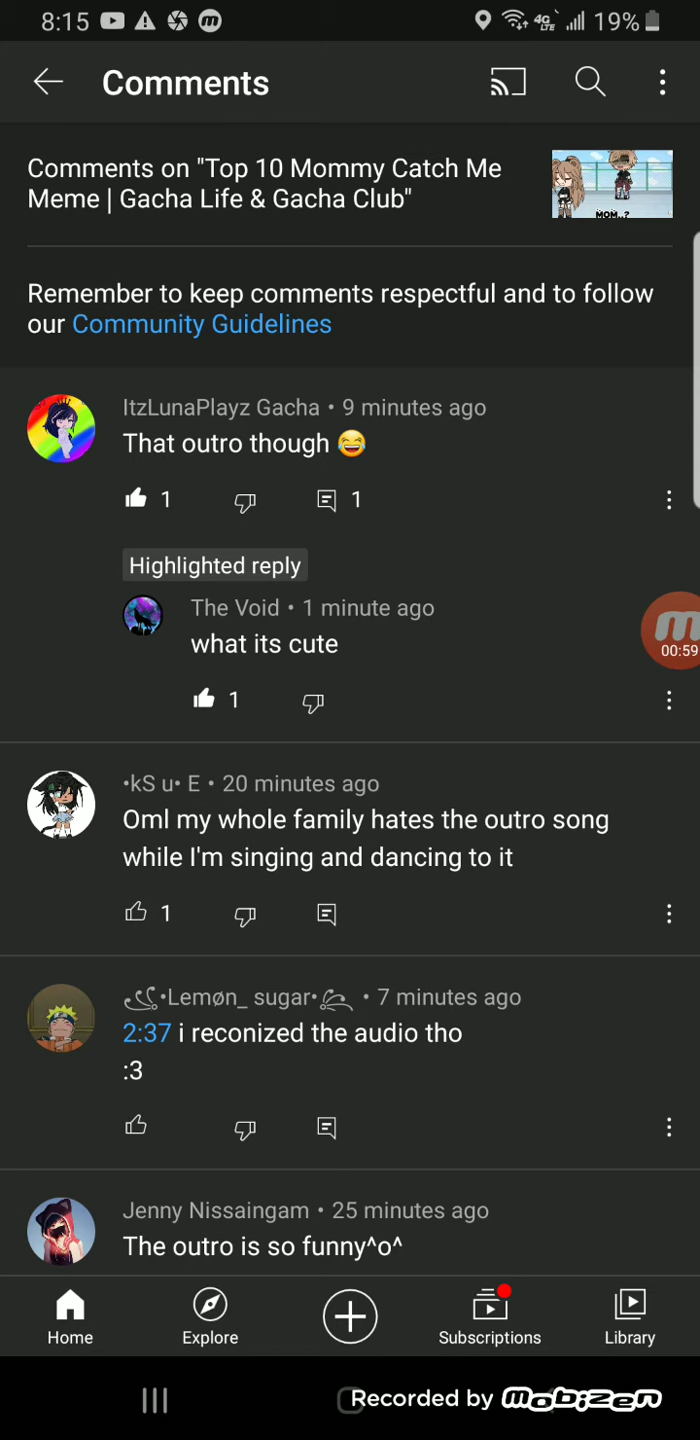 8:15 19%
Comments
Comments on "Top 10 Mommy Catch Me
Meme | Gacha Life & Gacha Club"
MOM..?
Remember to keep comments respectful and to follow
our Community Guidelines
ItzLunaPlayz Gacha • 9 minutes ago
That outro though 😂
1 1
Highlighted reply
The Void • 1 minute ago
what its cute
00:59
1
•kS u• E • 20 minutes ago
Oml my whole family hates the outro song
while I'm singing and dancing to it
1
•Lemøn_ sugar• • 7 minutes ago
2:37 i reconized the audio tho
:3
Jenny Nissaingam • 25 minutes ago
The outro is so funny^o^
Home Explore Subscriptions Library
Recorded by mobizen